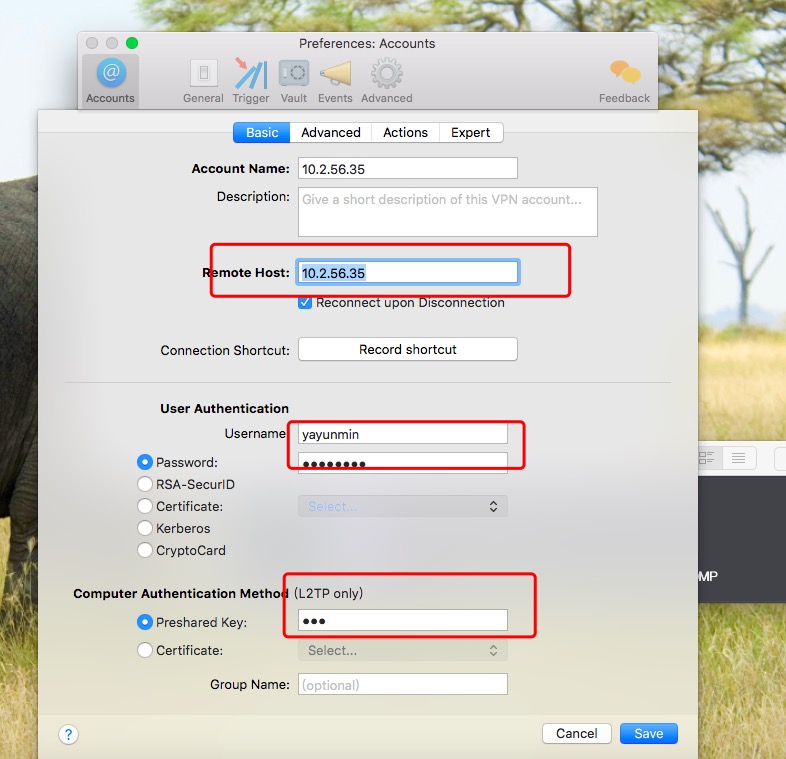 Preferences: Accounts
Accounts General Trigger Vault Events Advanced Feedback
Basic Advanced Actions Expert
Account Name: 10.2.56.35
Description: Give a short description of this VPN account...
Remote Host: 10.2.56.35
Reconnect upon Disconnection
Connection Shortcut: Record shortcut
User Authentication
Username yayunmin
Password: ●●●●●●●●
RSA-SecurID
Certificate: Select...
Kerberos
CryptoCard
MP
Computer Authentication Method (L2TP only)
Preshared Key: ●●●
Certificate: Select...
Group Name: (optional)
? Cancel Save